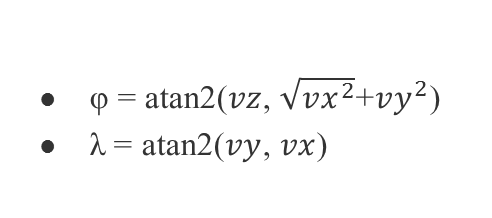 ● φ = atan2(vz, √vx²+vy²)
● λ = atan2(vy, vx)